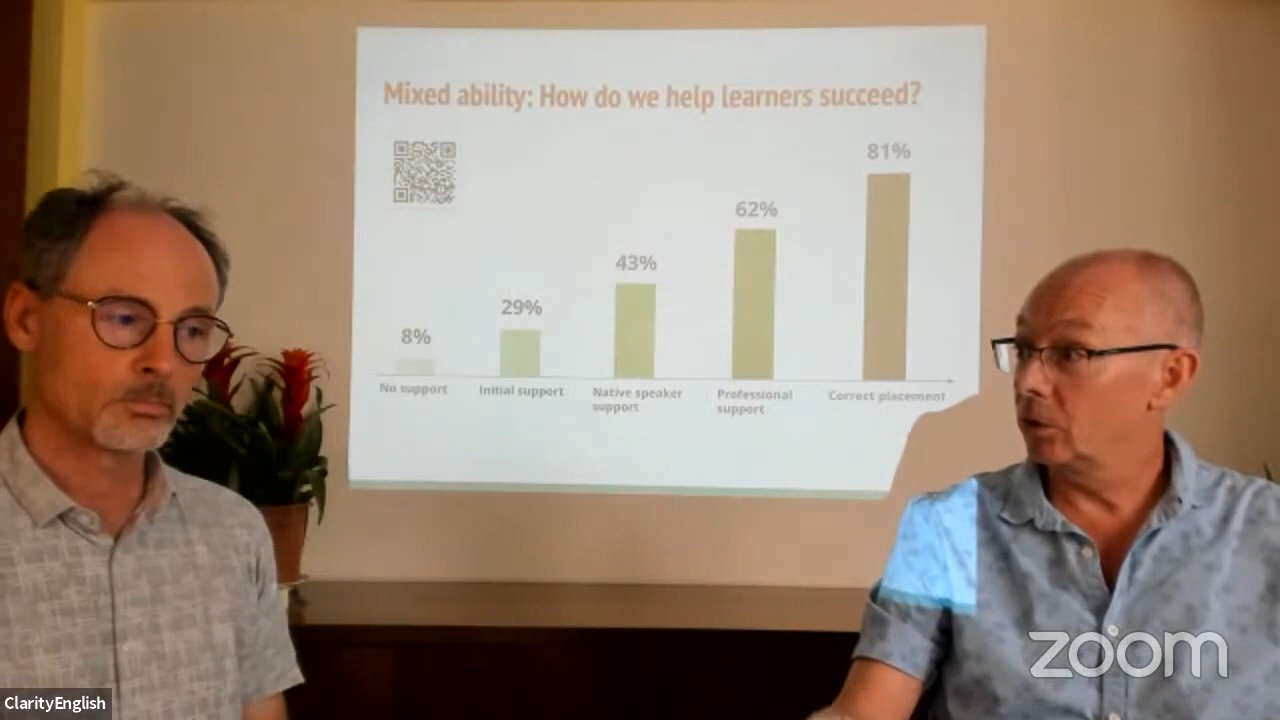 Mixed ability: How do we help learners succeed?
8%
29%
43%
62%
81%
No support
Initial support
Native speaker
support
Professional
support
Correct placement
zoom
ClarityEnglish